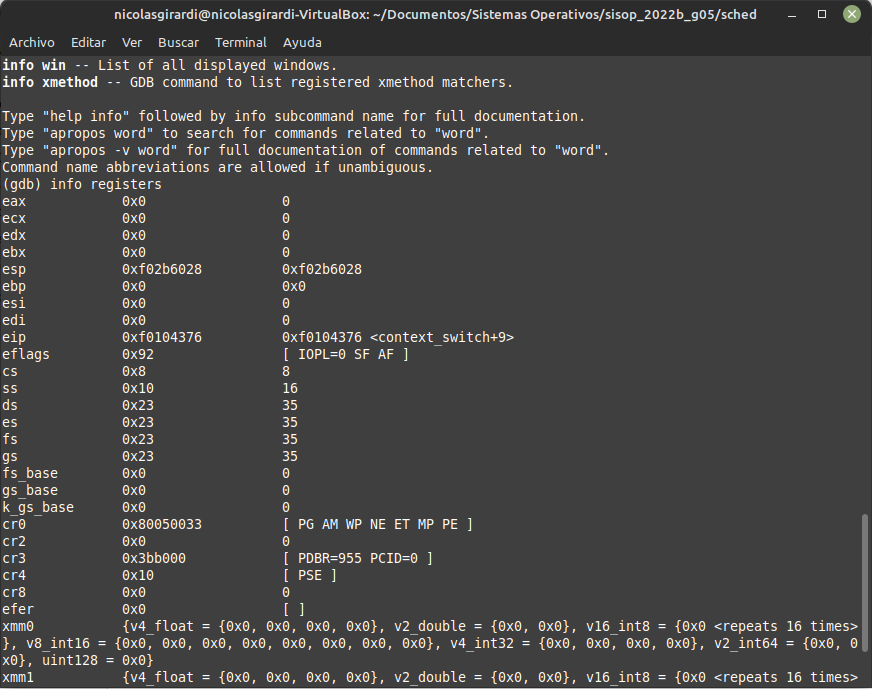 nicolasgirardi@nicolasgirardi-VirtualBox: ~/Documentos/Sistemas Operativos/sisop_2022b_g05/sched
Archivo Editar Ver Buscar Terminal Ayuda
info win -- List of all displayed windows.
info xmethod -- GDB command to list registered xmethod matchers.
Type "help info" followed by info subcommand name for full documentation.
Type "apropos word" to search for commands related to "word".
Type "apropos -v word" for full documentation of commands related to "word".
Command name abbreviations are allowed if unambiguous.
(gdb) info registers
eax            0x0                 0
ecx            0x0                 0
edx            0x0                 0
ebx            0x0                 0
esp            0xf02b6028          0xf02b6028
ebp            0x0                 0x0
esi            0x0                 0
edi            0x0                 0
eip            0xf0104376          0xf0104376 <context_switch+9>
eflags         0x92                [ IOPL=0 SF AF ]
cs             0x8                 8
ss             0x10                16
ds             0x23                35
es             0x23                35
fs             0x23                35
gs             0x23                35
fs_base        0x0                 0
gs_base        0x0                 0
k_gs_base      0x0                 0
cr0            0x80050033          [ PG AM WP NE ET MP PE ]
cr2            0x0                 0
cr3            0x3bb000            [ PDBR=955 PCID=0 ]
cr4            0x10                [ PSE ]
cr8            0x0                 0
efer           0x0                 [ ]
xmm0           {v4_float = {0x0, 0x0, 0x0, 0x0}, v2_double = {0x0, 0x0}, v16_int8 = {0x0 <repeats 16 times>
}, v8_int16 = {0x0, 0x0, 0x0, 0x0, 0x0, 0x0, 0x0, 0x0}, v4_int32 = {0x0, 0x0, 0x0, 0x0}, v2_int64 = {0x0, 0
x0}, uint128 = 0x0}
xmm1           {v4_float = {0x0, 0x0, 0x0, 0x0}, v2_double = {0x0, 0x0}, v16_int8 = {0x0 <repeats 16 times>